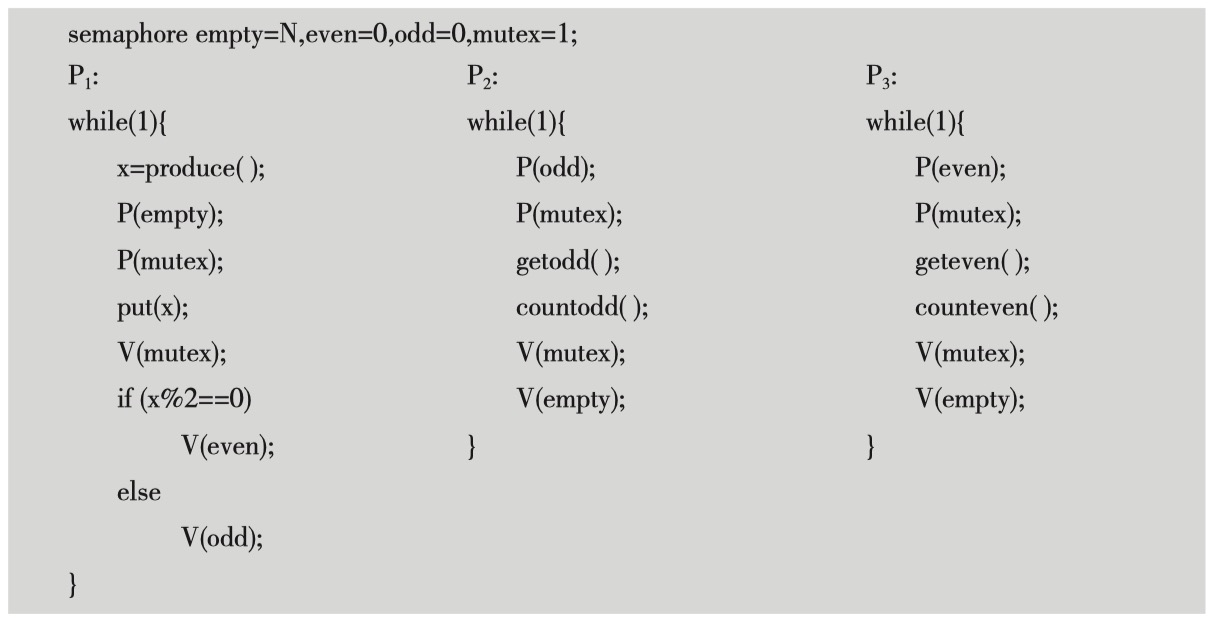 semaphore empty=N,even=0,odd=0,mutex=1;
P₁:
while(1){
x=produce( );
P(empty);
P(mutex);
put(x);
V(mutex);
if (x%2==0)
V(even);
else
V(odd);
}
P₂:
while(1){
P(odd);
P(mutex);
getodd( );
countodd( );
V(mutex);
V(empty);
}
P₃:
while(1){
P(even);
P(mutex);
geteven( );
counteven( );
V(mutex);
V(empty);
}